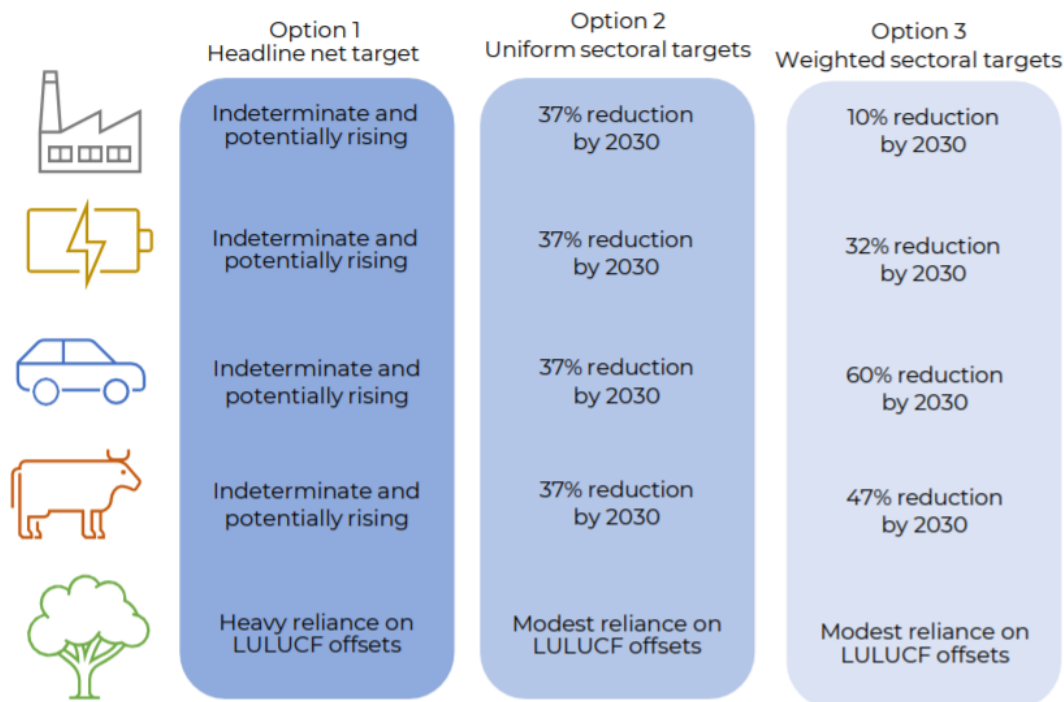 Option 1
Headline net target
Option 2
Uniform sectoral targets
Option 3
Weighted sectoral targets
Indeterminate and
potentially rising
37% reduction
by 2030
10% reduction
by 2030
Indeterminate and
potentially rising
37% reduction
by 2030
32% reduction
by 2030
Indeterminate and
potentially rising
37% reduction
by 2030
60% reduction
by 2030
Indeterminate and
potentially rising
37% reduction
by 2030
47% reduction
by 2030
Heavy reliance on
LULUCF offsets
Modest reliance on
LULUCF offsets
Modest reliance on
LULUCF offsets